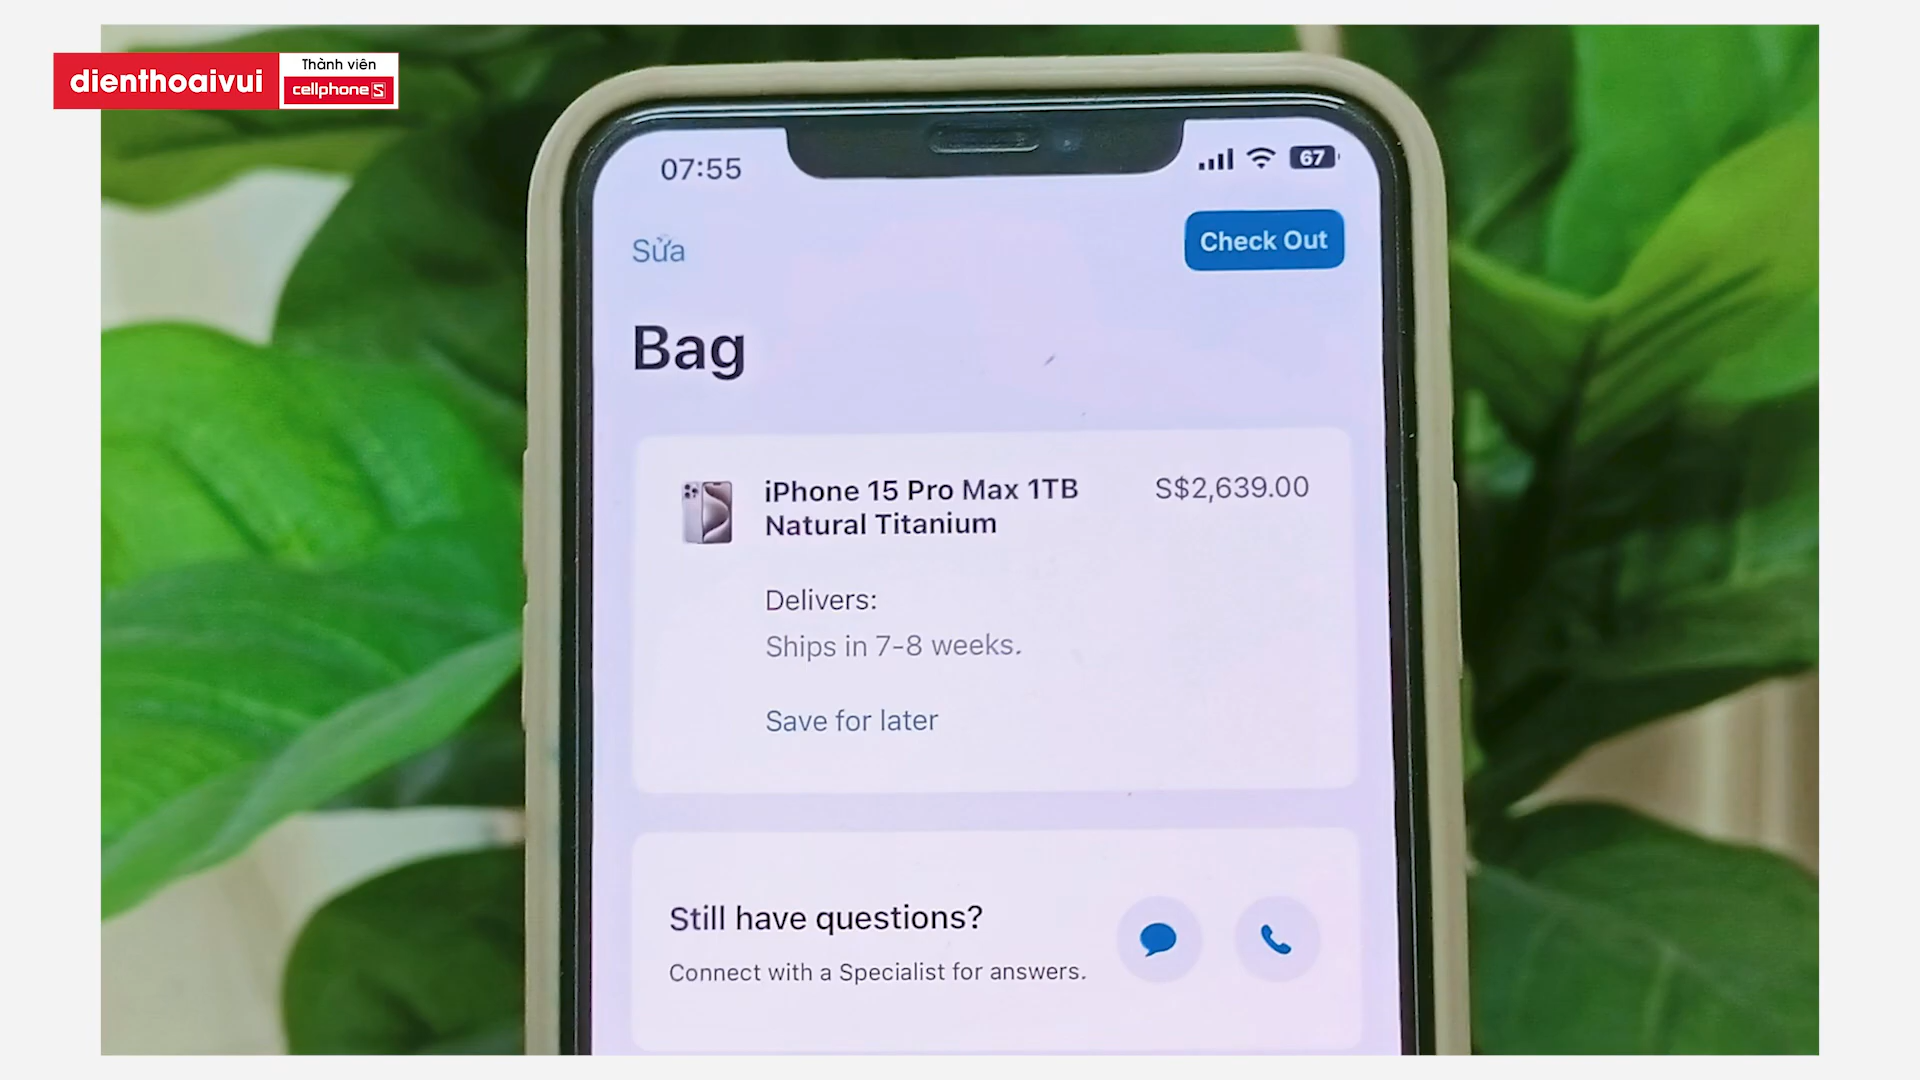 dienthoaivui
Thành viên
cellphoneS
07:55
67
Sửa
Check Out
Bag
iPhone 15 Pro Max 1TB
Natural Titanium
S$2,639.00
Delivers:
Ships in 7-8 weeks.
Save for later
Still have questions?
Connect with a Specialist for answers.